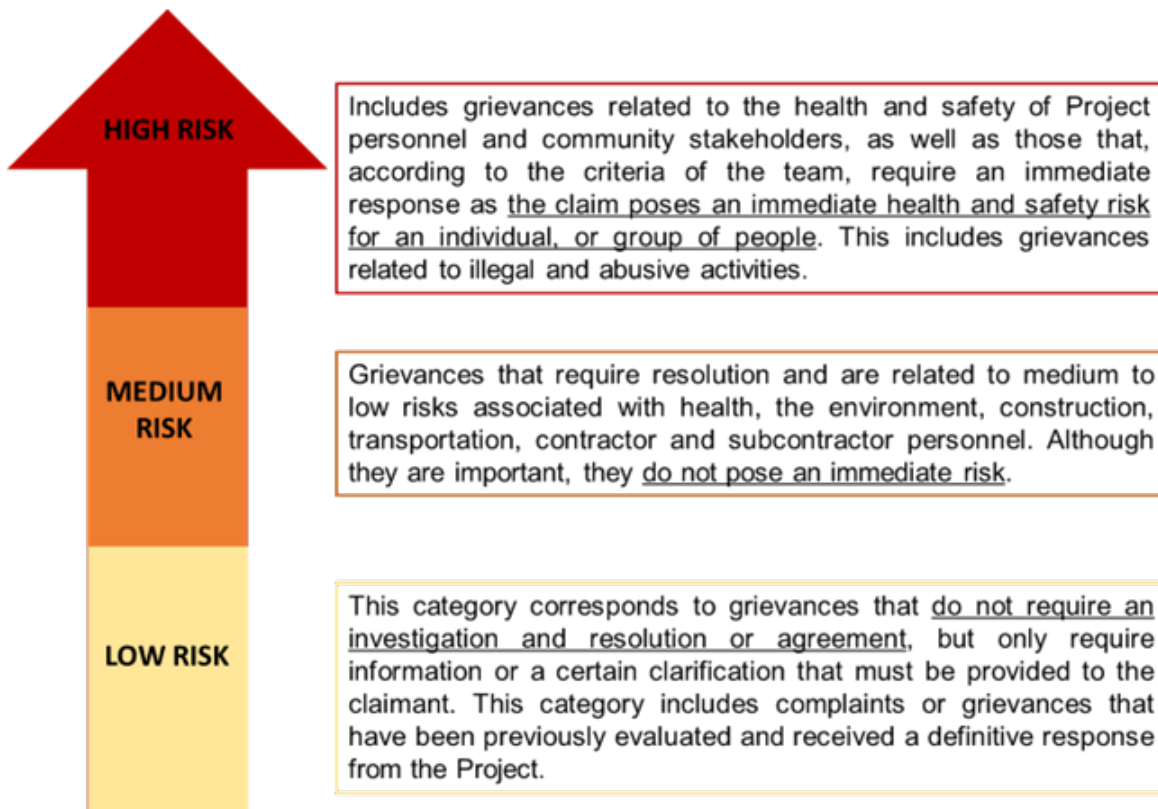 HIGH RISK
Includes grievances related to the health and safety of Project
personnel and community stakeholders, as well as those that,
according to the criteria of the team, require an immediate
response as the claim poses an immediate health and safety risk
for an individual, or group of people. This includes grievances
related to illegal and abusive activities.
MEDIUM
RISK
Grievances that require resolution and are related to medium to
low risks associated with health, the environment, construction,
transportation, contractor and subcontractor personnel. Although
they are important, they do not pose an immediate risk.
LOW RISK
This category corresponds to grievances that do not require an
investigation and resolution or agreement, but only require
information or a certain clarification that must be provided to the
claimant. This category includes complaints or grievances that
have been previously evaluated and received a definitive response
from the Project.